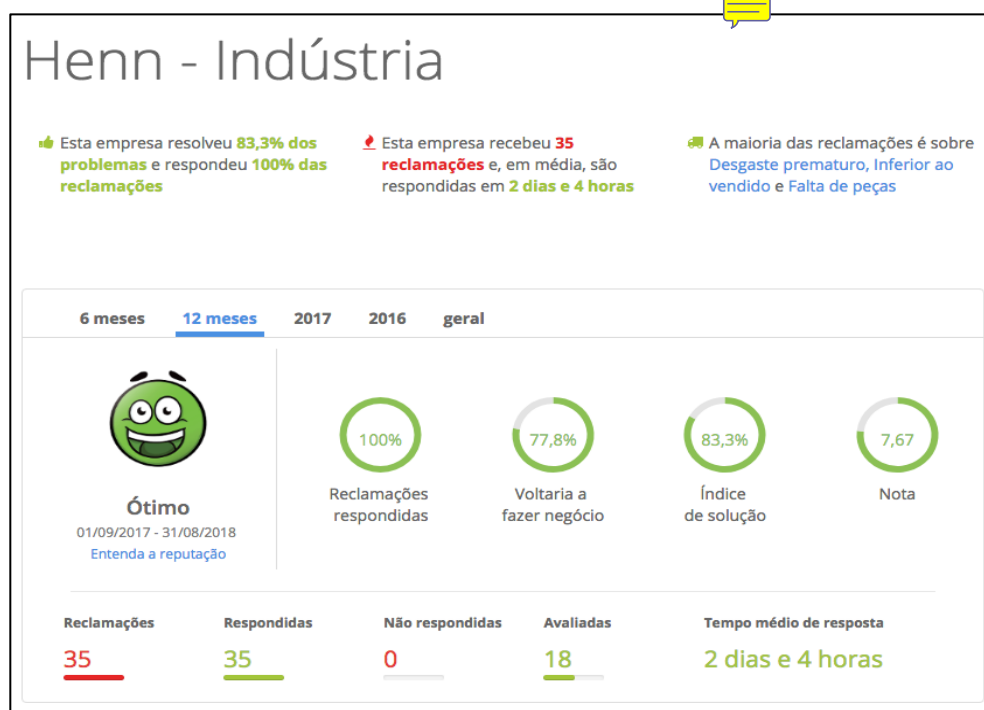 Henn - Indústria
Esta empresa resolveu 83,3% dos
problemas e respondeu 100% das
reclamações
Esta empresa recebeu 35
reclamações e, em média, são
respondidas em 2 dias e 4 horas
A maioria das reclamações é sobre
Desgaste prematuro, Inferior ao
vendido e Falta de peças
6 meses 12 meses 2017 2016 geral
Ótimo
01/09/2017 - 31/08/2018
Entenda a reputação
100%
Reclamações
respondidas
77,8%
Voltaria a
fazer negócio
83,3%
Índice
de solução
7,67
Nota
Reclamações
35
Respondidas
35
Não respondidas
0
Avaliadas
18
Tempo médio de resposta
2 dias e 4 horas